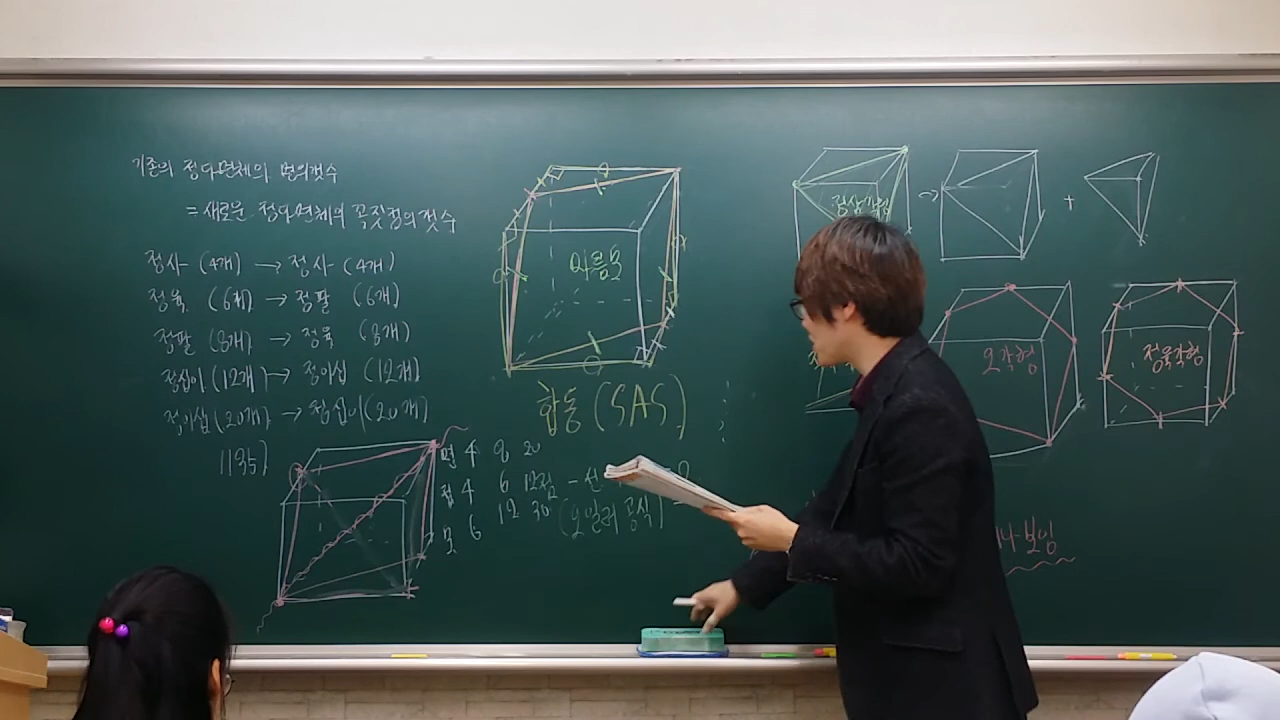 기존의 정다면체의 면의갯수
= 새로운 정다면체의 꼭짓점의갯수
정사 (4개) → 정사 (4개)
정육 (6개) → 정팔 (6개)
정팔 (8개) → 정육 (8개)
정십이 (12개) → 정이십 (12개)
정이십 (20개) → 정십이 (20개)
1135)
면 4 8 20
점 4 6 12점 - 선
모 6 12 30 (오일러 공식)
마름모
합동 (SAS)
정삼각형
→
+
오각형
정육각형
보임